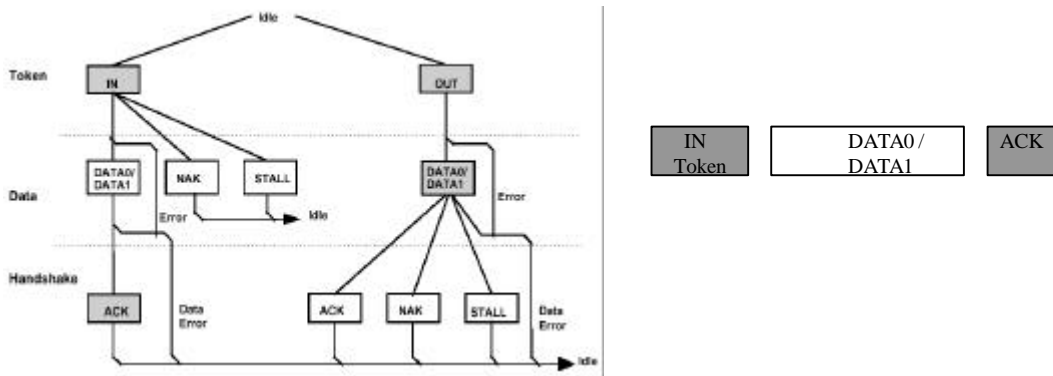 Idle
Token
IN
OUT
Data
DATA0/
DATA1
NAK
STALL
Error
Idle
DATA0/
DATA1
Error
Handshake
ACK
Data
Error
ACK
NAK
STALL
Data
Error
Idle
IN
Token
DATA0 /
DATA1
ACK